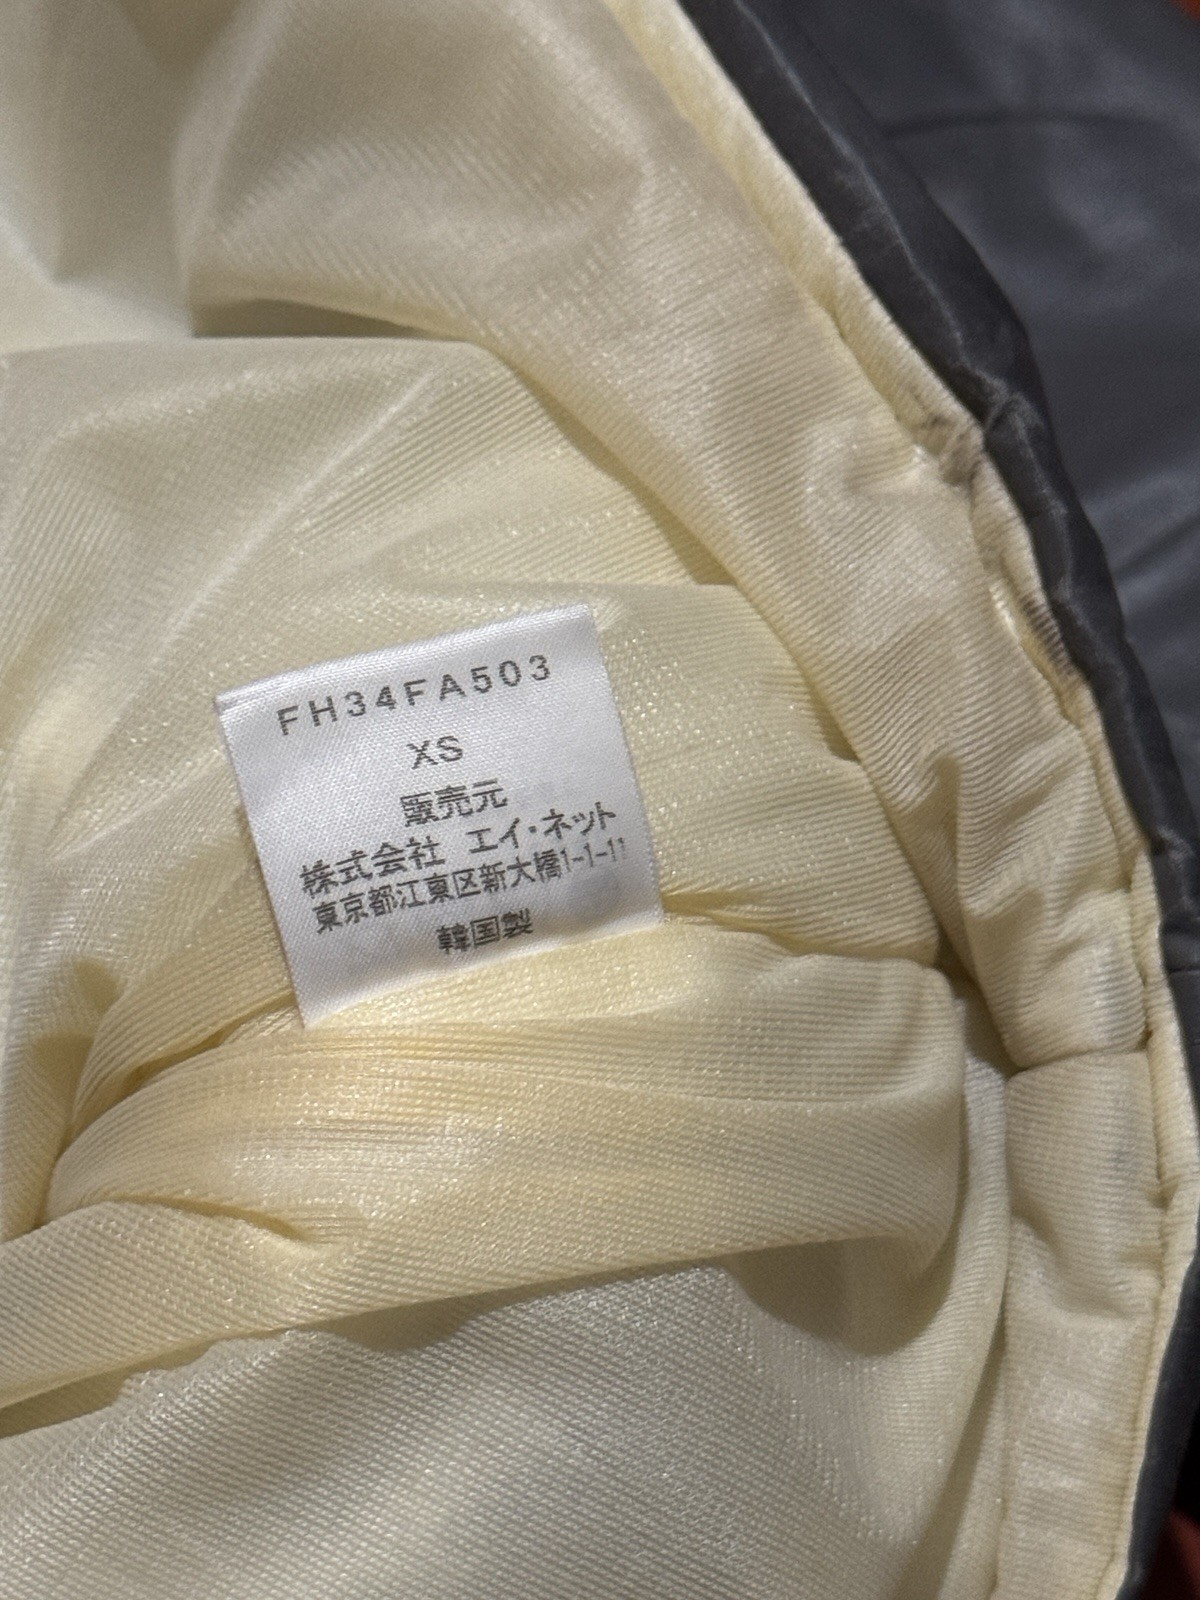 FH34FA503
XS
販売元
株式会社 エイ・ネット
東京都江東区新大橋1-1-11
韓国製